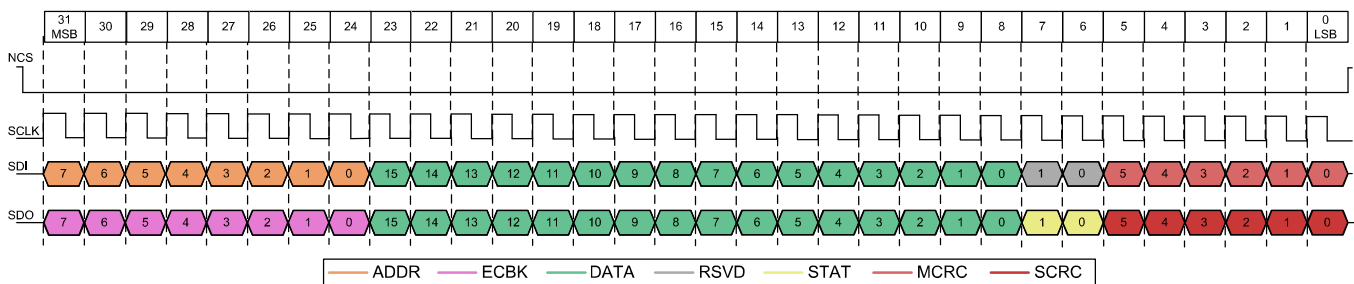 31 MSB 30 29 28 27 26 25 24 23 22 21 20 19 18 17 16 15 14 13 12 11 10 9 8 7 6 5 4 3 2 1 0 LSB
NCS
SCLK
SDI 7 6 5 4 3 2 1 0 15 14 13 12 11 10 9 8 7 6 5 4 3 2 1 0 1 0 5 4 3 2 1 0
SDO 7 6 5 4 3 2 1 0 15 14 13 12 11 10 9 8 7 6 5 4 3 2 1 0 1 0 5 4 3 2 1 0
ADDR ECBK DATA RSVD STAT MCRC SCRC